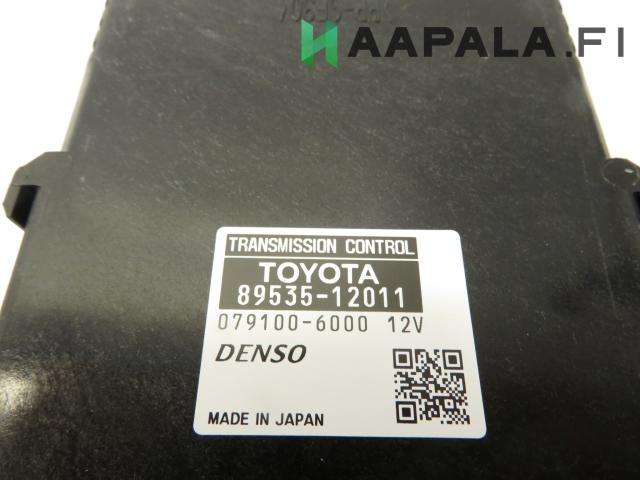 HAAPALA.FI
TRANSMISSION CONTROL
TOYOTA
89535-12011
079100-6000 12V
DENSO
MADE IN JAPAN